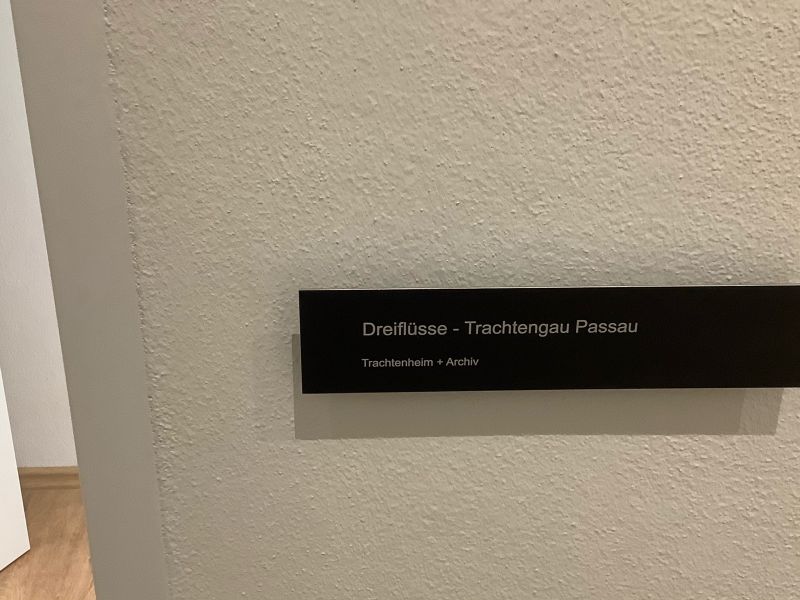 Dreiflüsse - Trachtengau Passau
Trachtenheim + Archiv